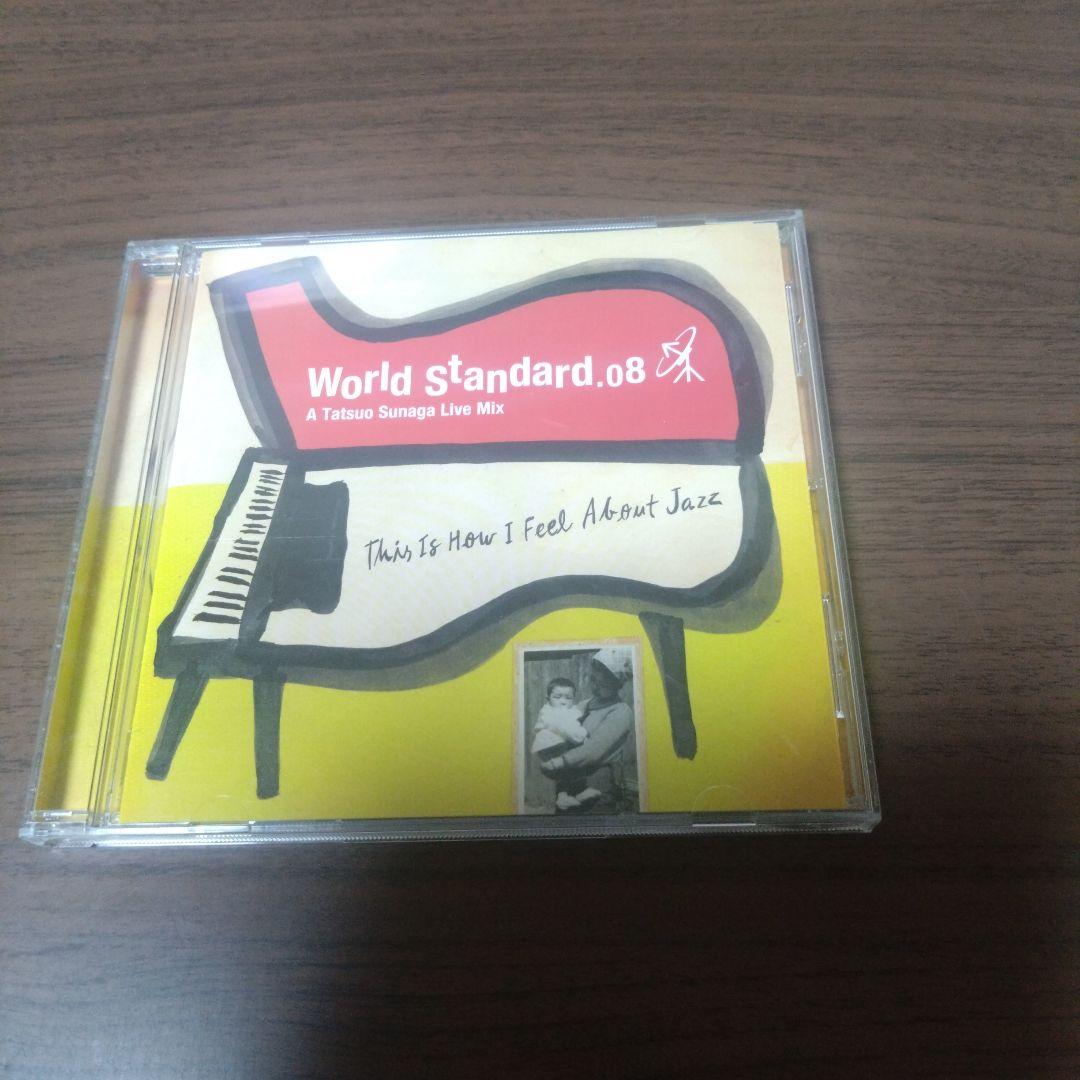 World Standard.08
A Tatsuo Sunaga Live Mix
This Is How I Feel About Jazz